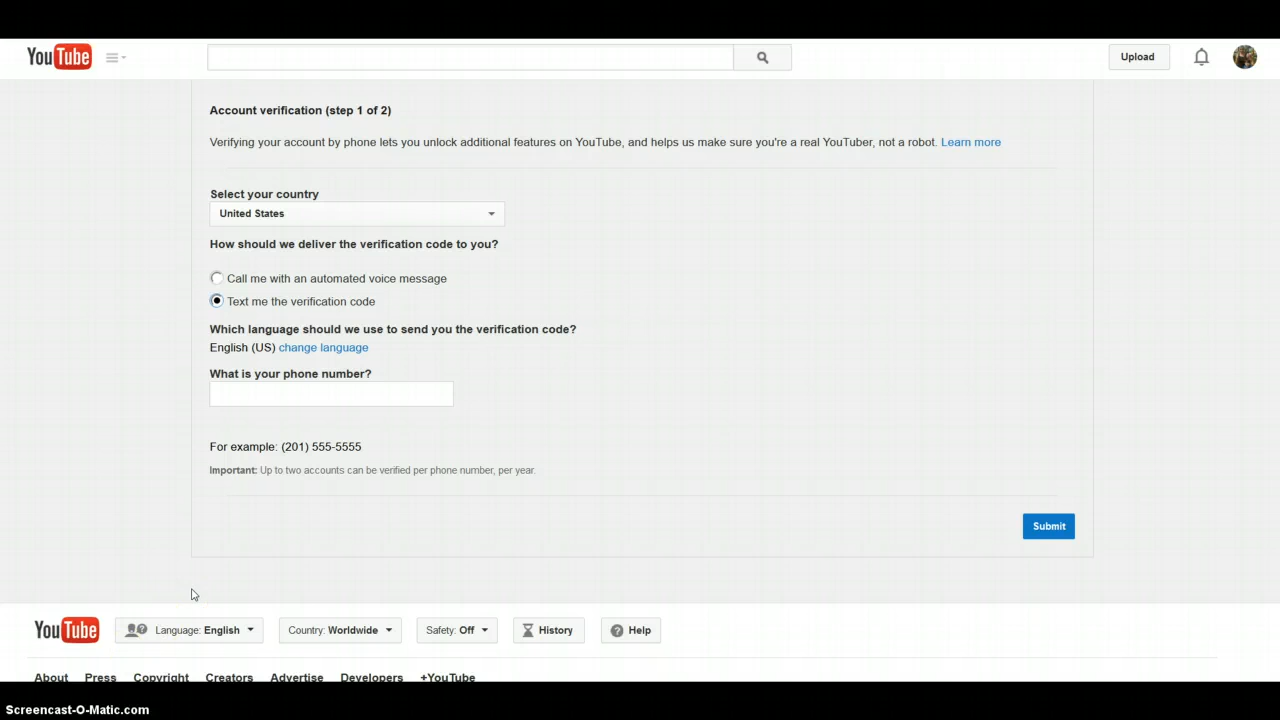 YouTube
Upload
Account verification (step 1 of 2)
Verifying your account by phone lets you unlock additional features on YouTube, and helps us make sure you're a real YouTuber, not a robot. Learn more
Select your country
United States
How should we deliver the verification code to you?
Call me with an automated voice message
Text me the verification code
Which language should we use to send you the verification code?
English (US) change language
What is your phone number?
For example: (201) 555-5555
Important: Up to two accounts can be verified per phone number, per year.
Submit
YouTube Language: English Country: Worldwide Safety: Off History Help
About Press Copyright Creators Advertise Developers +YouTube
Screencast-O-Matic.com